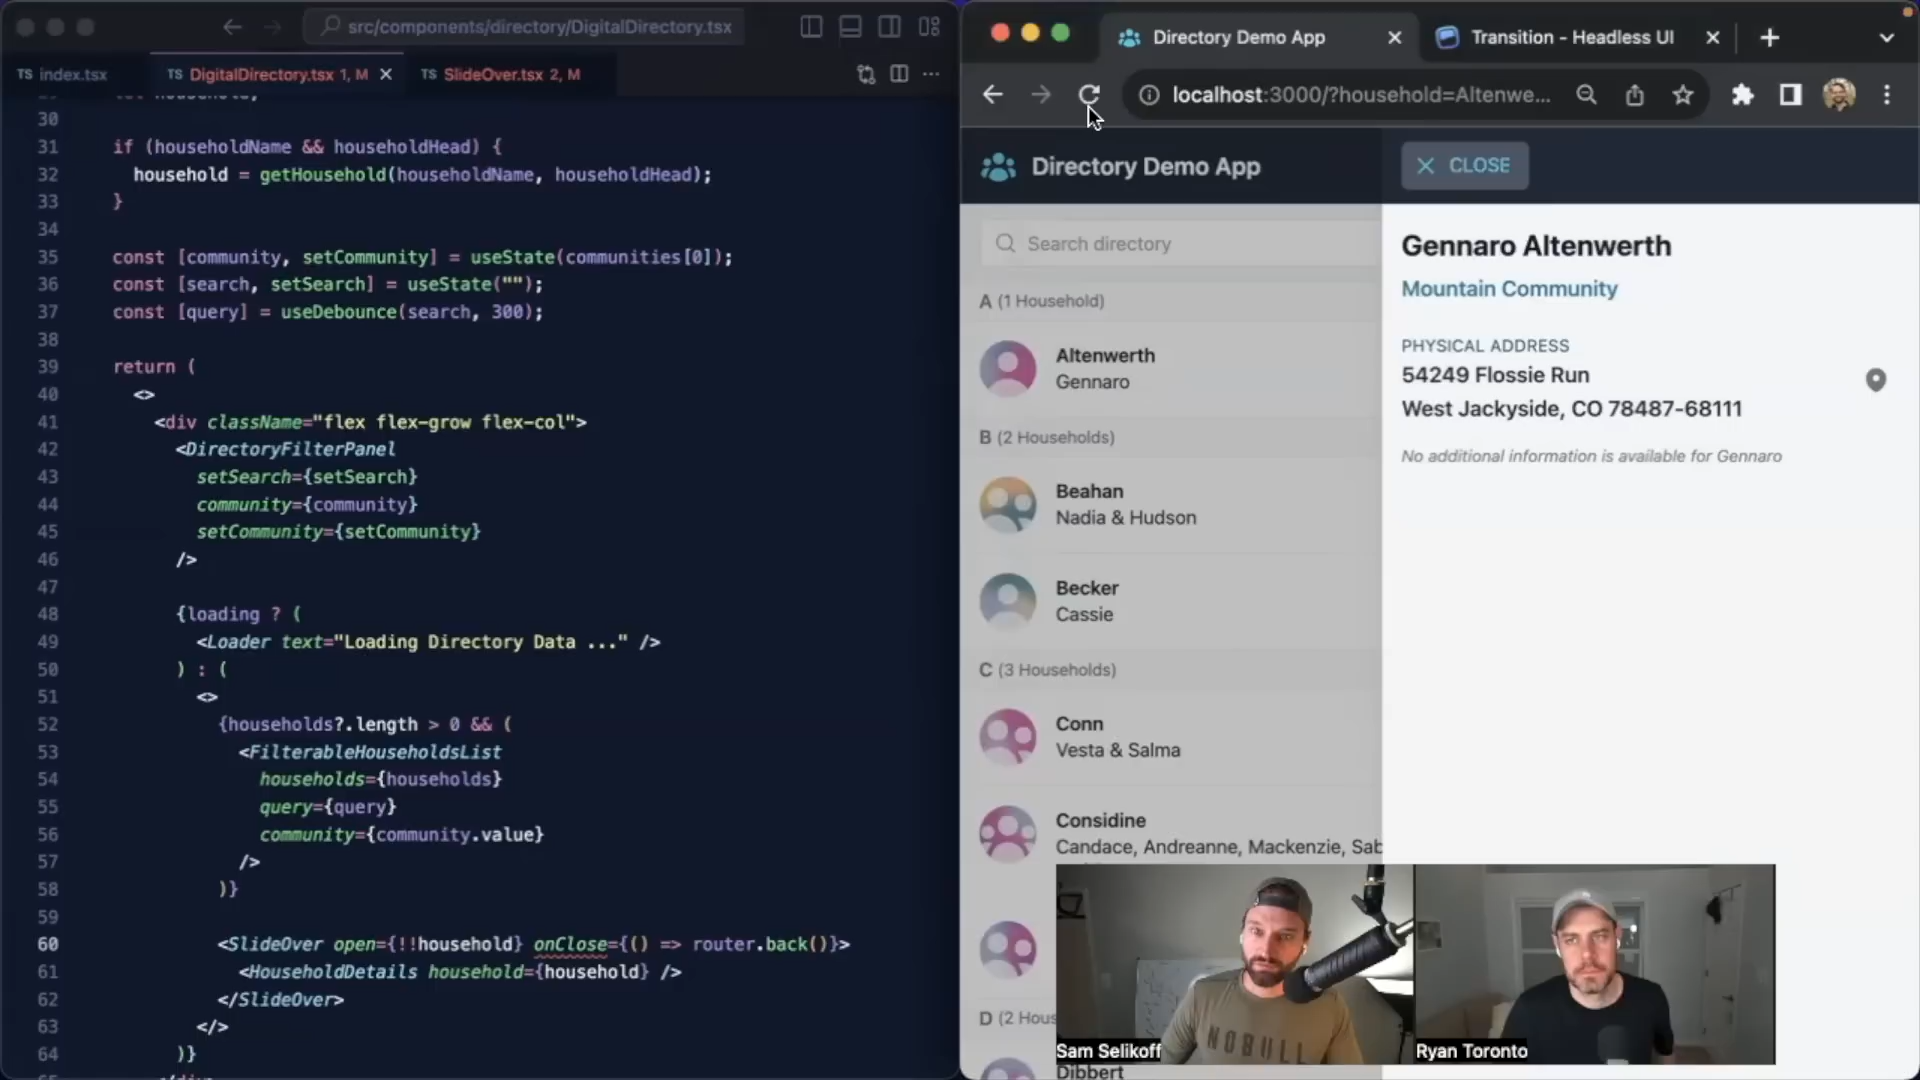 src/components/directory/DigitalDirectory.tsx
TS index.tsx
TS DigitalDirectory.tsx 1, M
TS SlideOver.tsx 2, M
30
31 if (householdName && householdHead) {
32 household = getHousehold(householdName, householdHead);
33 }
34
35 const [community, setCommunity] = useState(communities[0]);
36 const [search, setSearch] = useState("");
37 const [query] = useDebounce(search, 300);
38
39 return (
40 <>
41 <div className="flex flex-grow flex-col">
42 <DirectoryFilterPanel
43 setSearch={setSearch}
44 community={community}
45 setCommunity={setCommunity}
46 />
47
48 {loading ? (
49 <Loader text="Loading Directory Data ..." />
50 ) : (
51 <>
52 {households?.length > 0 && (
53 <FilterableHouseholdsList
54 households={households}
55 query={query}
56 community={community.value}
57 />
58 )}
59
60 <SlideOver open={!!household} onClose={() => router.back()}>
61 <HouseholdDetails household={household} />
62 </SlideOver>
63 </>
64 )}
Directory Demo App
Transition - Headless UI
localhost:3000/?household=Altenwe...
Directory Demo App
CLOSE
Search directory
A (1 Household)
Altenwerth
Gennaro
B (2 Households)
Beahan
Nadia & Hudson
Becker
Cassie
C (3 Households)
Conn
Vesta & Salma
Considine
Candace, Andreanne, Mackenzie, Sab
D (2 Hous
Dibbert
Gennaro Altenwerth
Mountain Community
PHYSICAL ADDRESS
54249 Flossie Run
West Jackyside, CO 78487-68111
No additional information is available for Gennaro
NOBULL
Sam Selikoff
Ryan Toronto